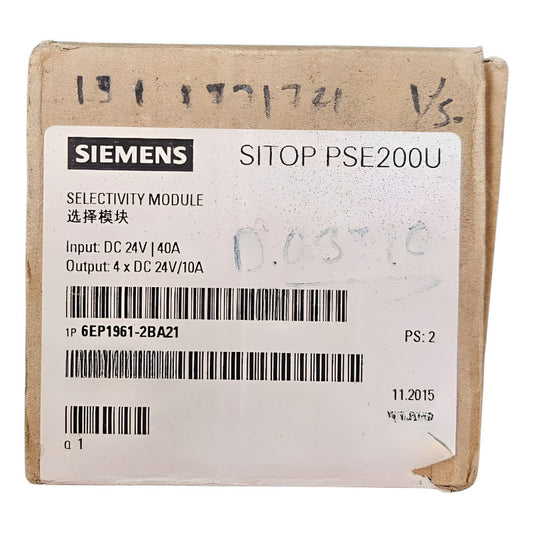 SIEMENS SITOP PSE200U
SELECTIVITY MODULE
选择模块
Input: DC 24V | 40A
Output: 4 x DC 24V/10A
1P 6EP1961-2BA21
PS: 2
11.2015
Q 1